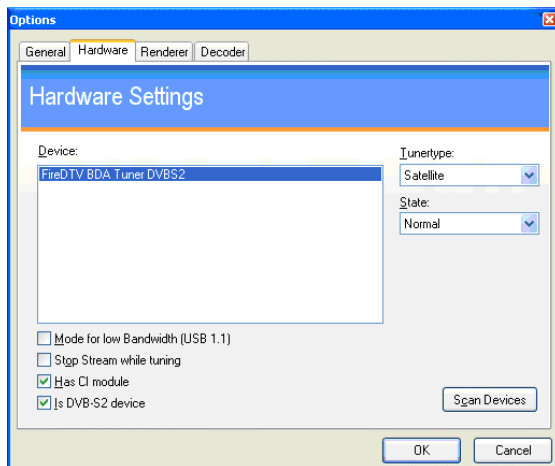 Options
General Hardware Renderer Decoder
Hardware Settings
Device:
FireDTV BDA Tuner DVBS2
Tunertype:
Satellite
State:
Normal
Mode for low Bandwidth (USB 1.1)
Stop Stream while tuning
Has CI module
Is DVB-S2 device
Scan Devices
OK Cancel